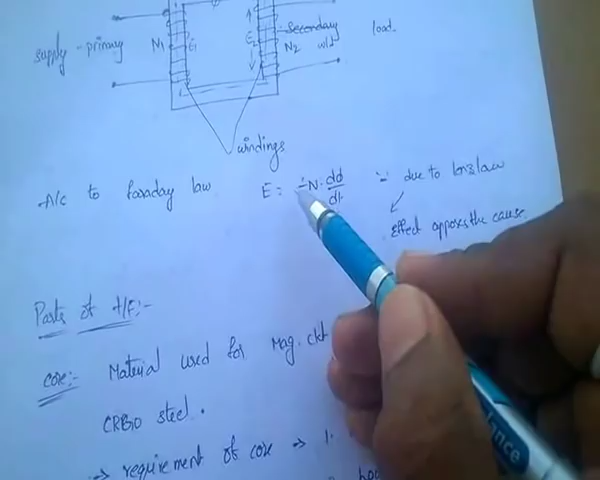 supply - primary N1 E1 E2 Secondary load.
N2 wd
windings
A/c to faraday law E = -N. dΦ/dt ∵ due to lenz law
Effect opposes the cause.
Parts of t/f :-
core:- Material used for Mag. ckt
CRGO steel.
→ requirement of core → 1.